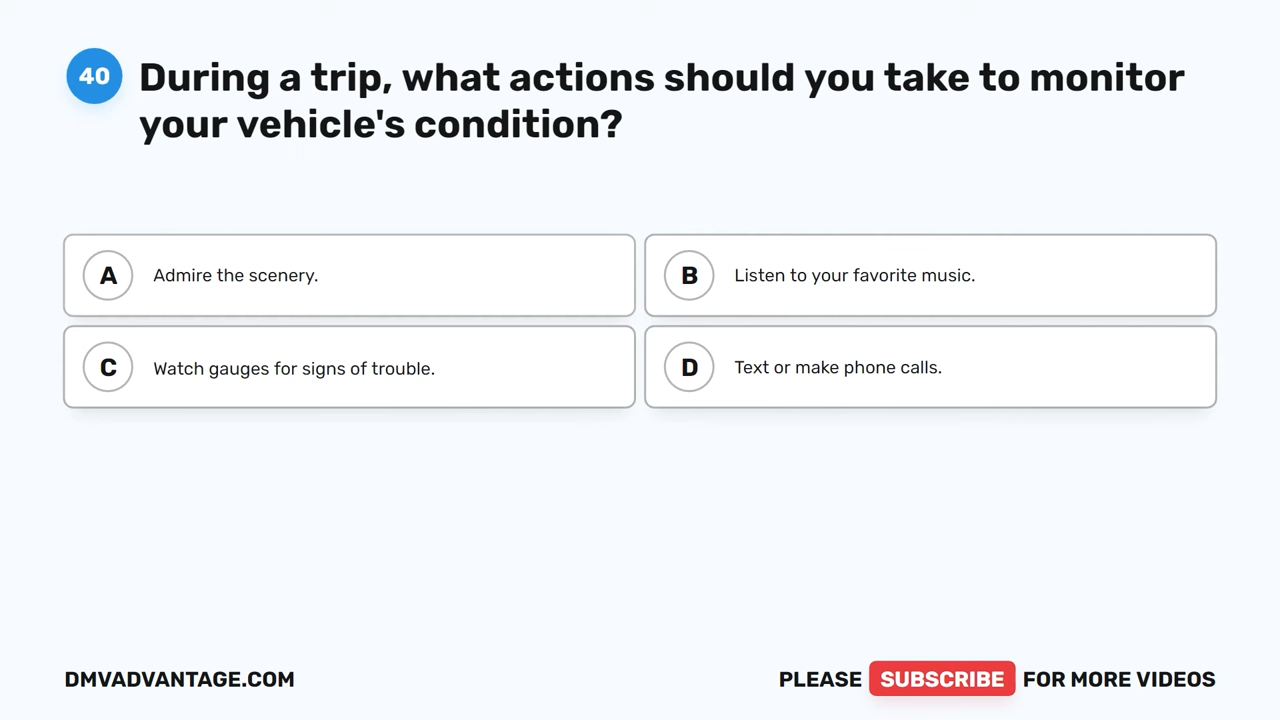 40
During a trip, what actions should you take to monitor
your vehicle's condition?
A Admire the scenery.
B Listen to your favorite music.
C Watch gauges for signs of trouble.
D Text or make phone calls.
DMVADVANTAGE.COM
PLEASE SUBSCRIBE FOR MORE VIDEOS